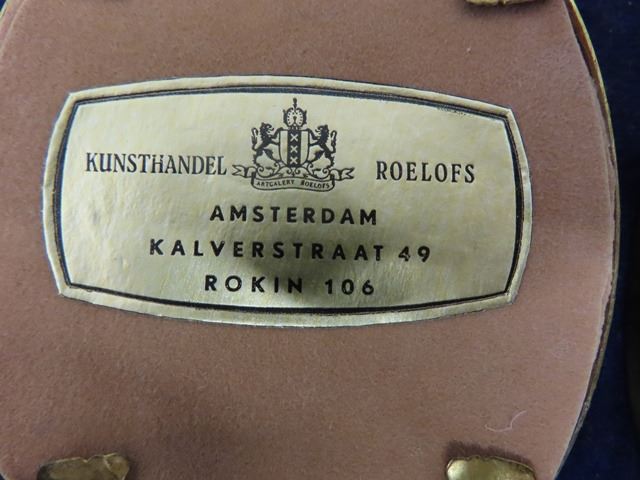 KUNSTHANDEL ROELOFS
ARTGALERY ROELOFS
AMSTERDAM
KALVERSTRAAT 49
ROKIN 106